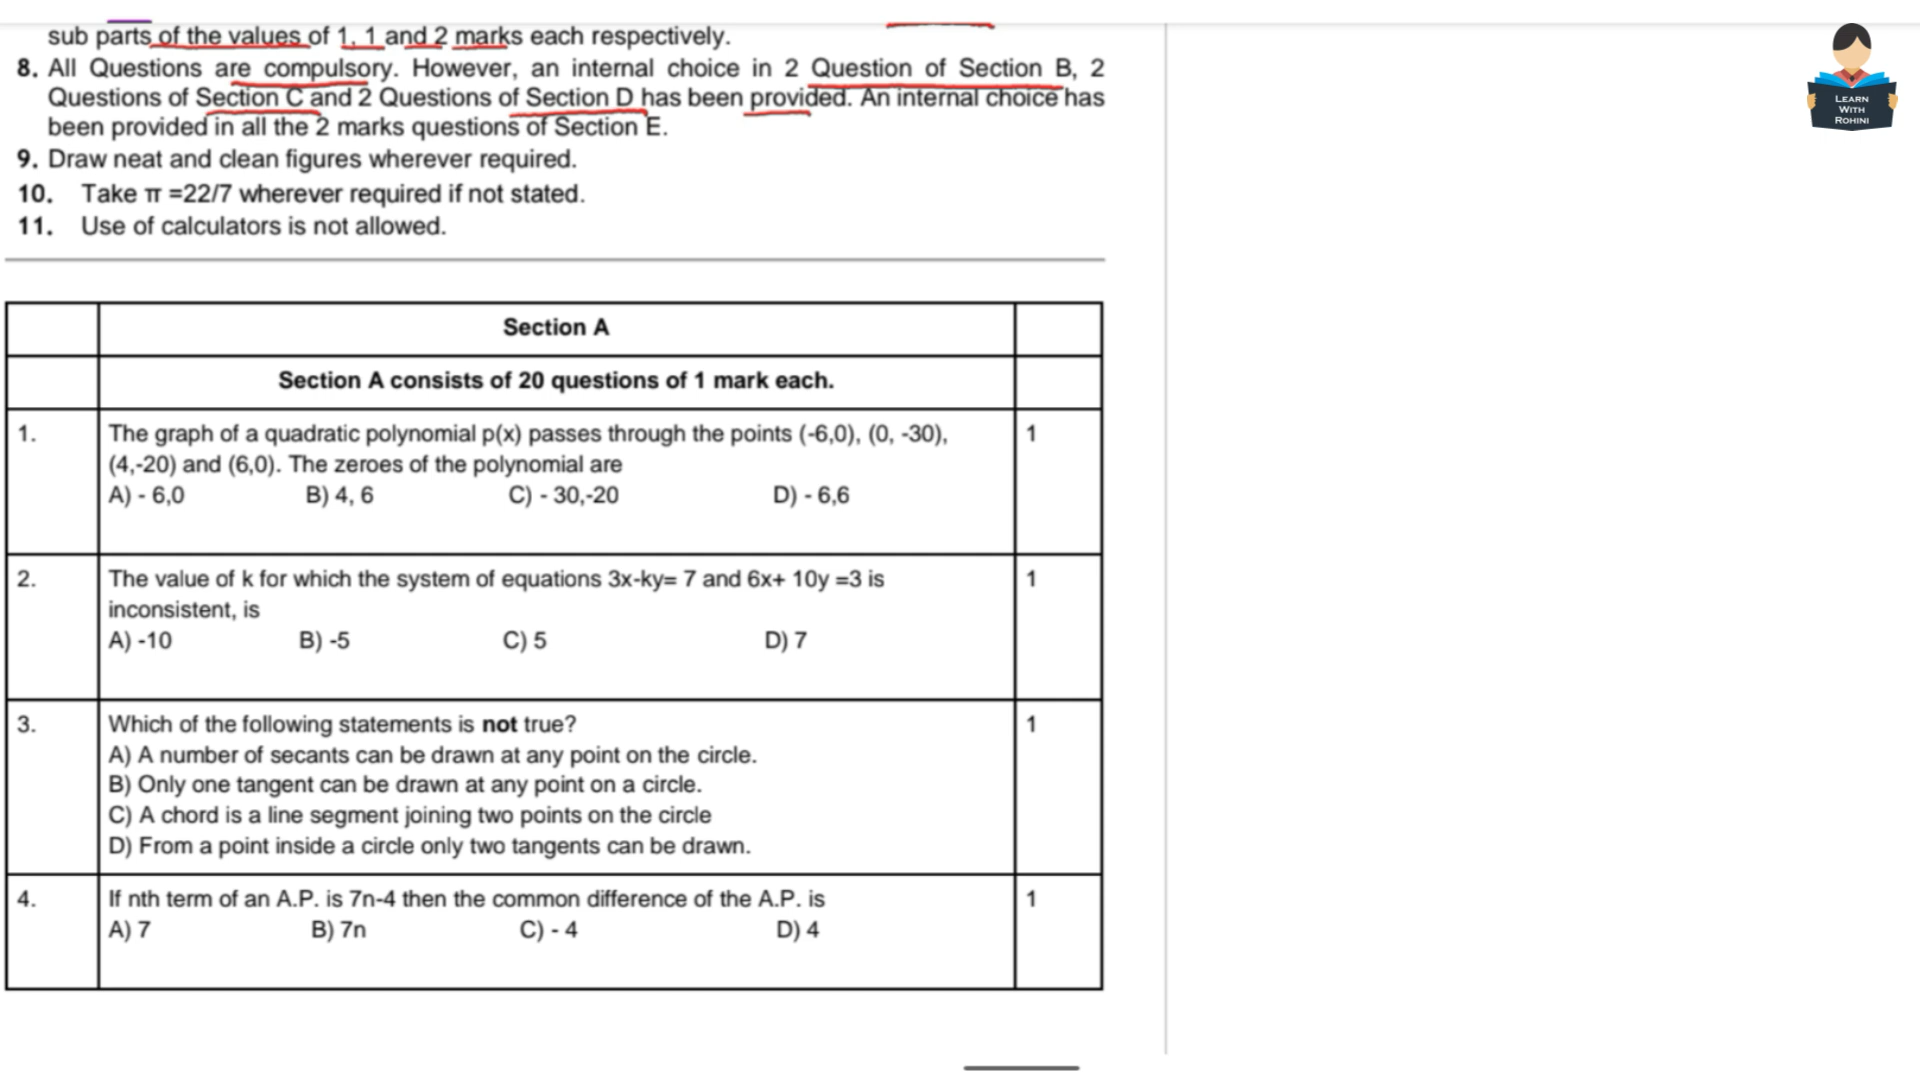 sub parts of the values of 1, 1 and 2 marks each respectively.
8. All Questions are compulsory. However, an internal choice in 2 Question of Section B, 2
Questions of Section C and 2 Questions of Section D has been provided. An internal choice has
been provided in all the 2 marks questions of Section E.
9. Draw neat and clean figures wherever required.
10. Take π =22/7 wherever required if not stated.
11. Use of calculators is not allowed.
Section A
Section A consists of 20 questions of 1 mark each.
1. The graph of a quadratic polynomial p(x) passes through the points (-6,0), (0, -30), 1
(4,-20) and (6,0). The zeroes of the polynomial are
A) - 6,0 B) 4, 6 C) - 30,-20 D) - 6,6
2. The value of k for which the system of equations 3x-ky= 7 and 6x+ 10y =3 is 1
inconsistent, is
A) -10 B) -5 C) 5 D) 7
3. Which of the following statements is not true? 1
A) A number of secants can be drawn at any point on the circle.
B) Only one tangent can be drawn at any point on a circle.
C) A chord is a line segment joining two points on the circle
D) From a point inside a circle only two tangents can be drawn.
4. If nth term of an A.P. is 7n-4 then the common difference of the A.P. is 1
A) 7 B) 7n C) - 4 D) 4
LEARN
WITH
ROHINI